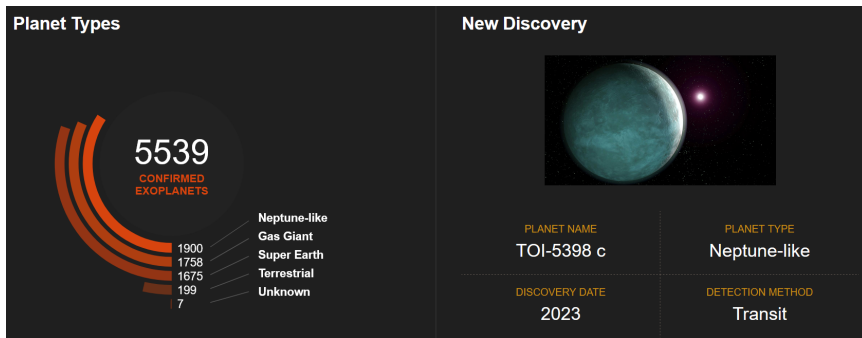 Planet Types
5539
CONFIRMED
EXOPLANETS
1900
1758
1675
199
7
Neptune-like
Gas Giant
Super Earth
Terrestrial
Unknown
New Discovery
PLANET NAME
TOI-5398 c
PLANET TYPE
Neptune-like
DISCOVERY DATE
2023
DETECTION METHOD
Transit